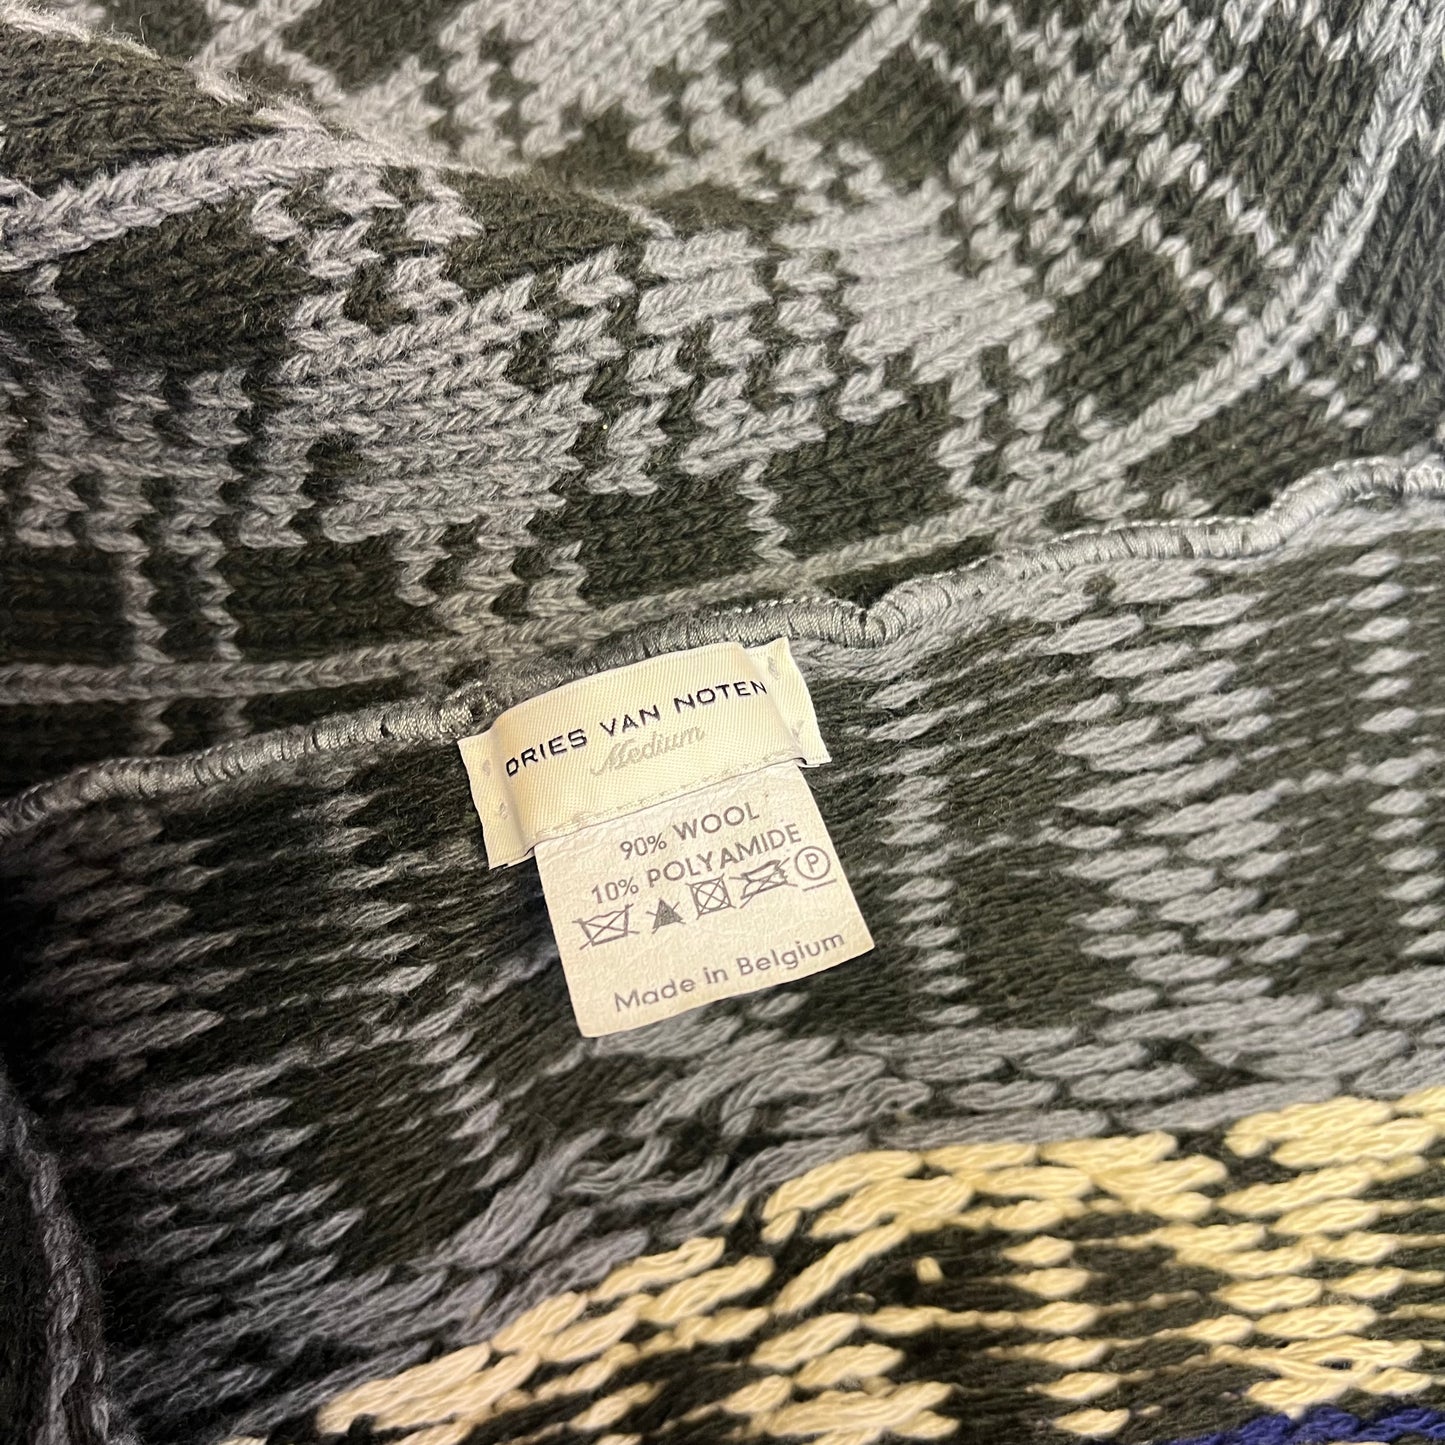 DRIES VAN NOTEN
Medium
90% WOOL
10% POLYAMIDE
P
Made in Belgium